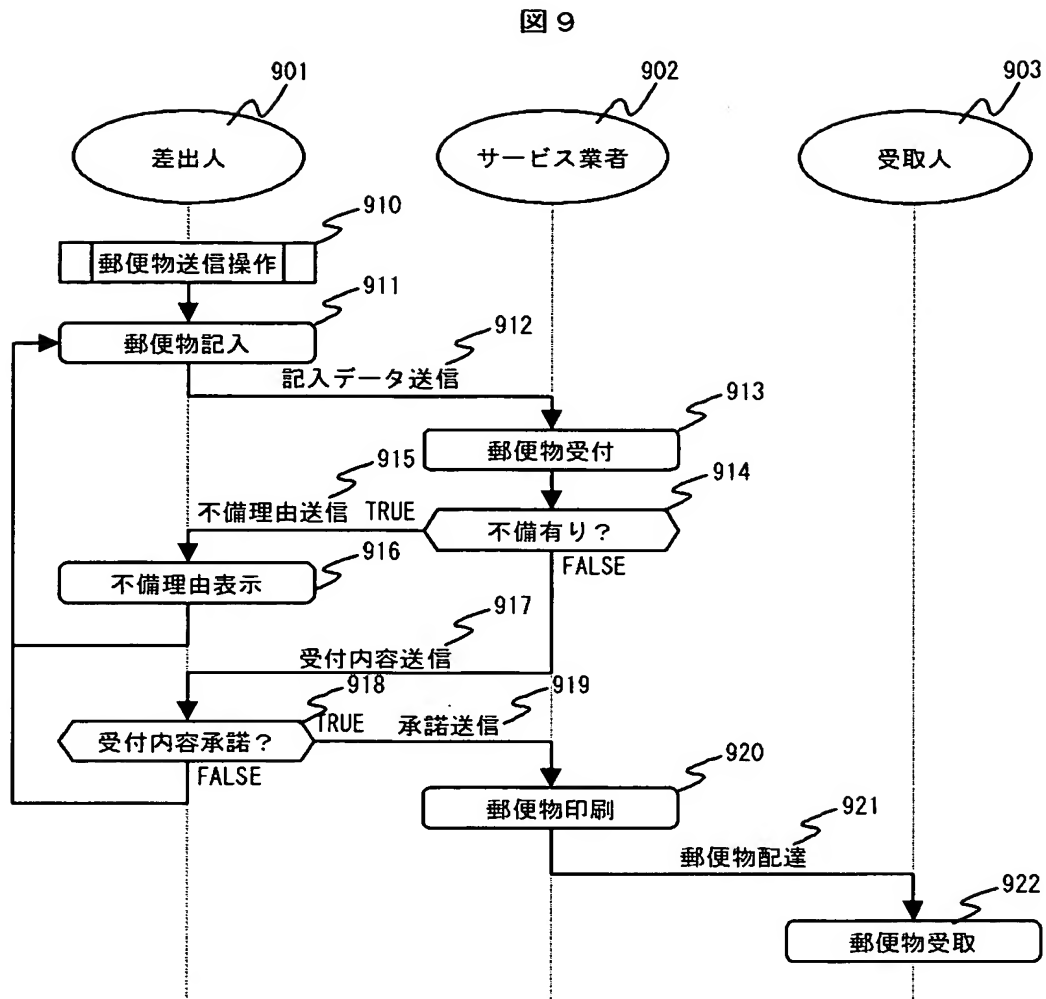 図9
901
902
903
差出人
サービス業者
受取人
910
郵便物送信操作
911
郵便物記入
912
記入データ送信
913
郵便物受付
915
914
不備理由送信 TRUE
不備有り?
916
FALSE
不備理由表示
917
受付内容送信
918
919
TRUE
承諾送信
受付内容承諾?
FALSE
920
郵便物印刷
921
郵便物配達
922
郵便物受取